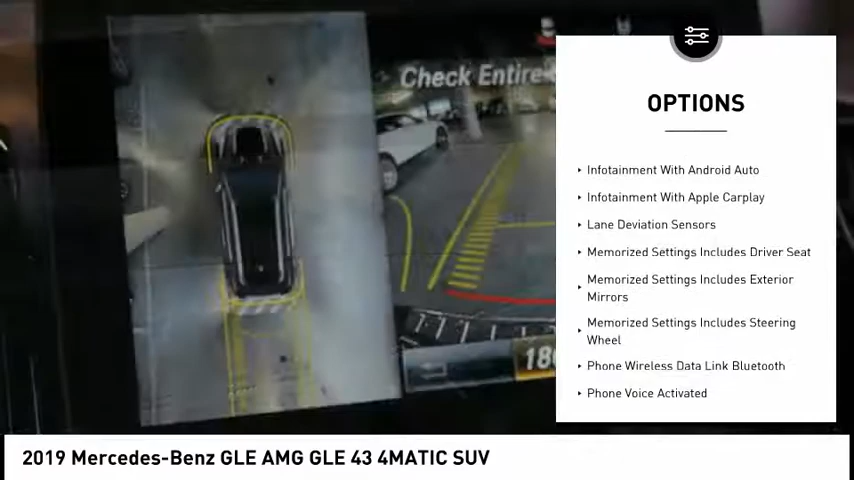 Check Entire
180
OPTIONS
Infotainment With Android Auto
Infotainment With Apple Carplay
Lane Deviation Sensors
Memorized Settings Includes Driver Seat
Memorized Settings Includes Exterior
Mirrors
Memorized Settings Includes Steering
Wheel
Phone Wireless Data Link Bluetooth
Phone Voice Activated
2019 Mercedes-Benz GLE AMG GLE 43 4MATIC SUV